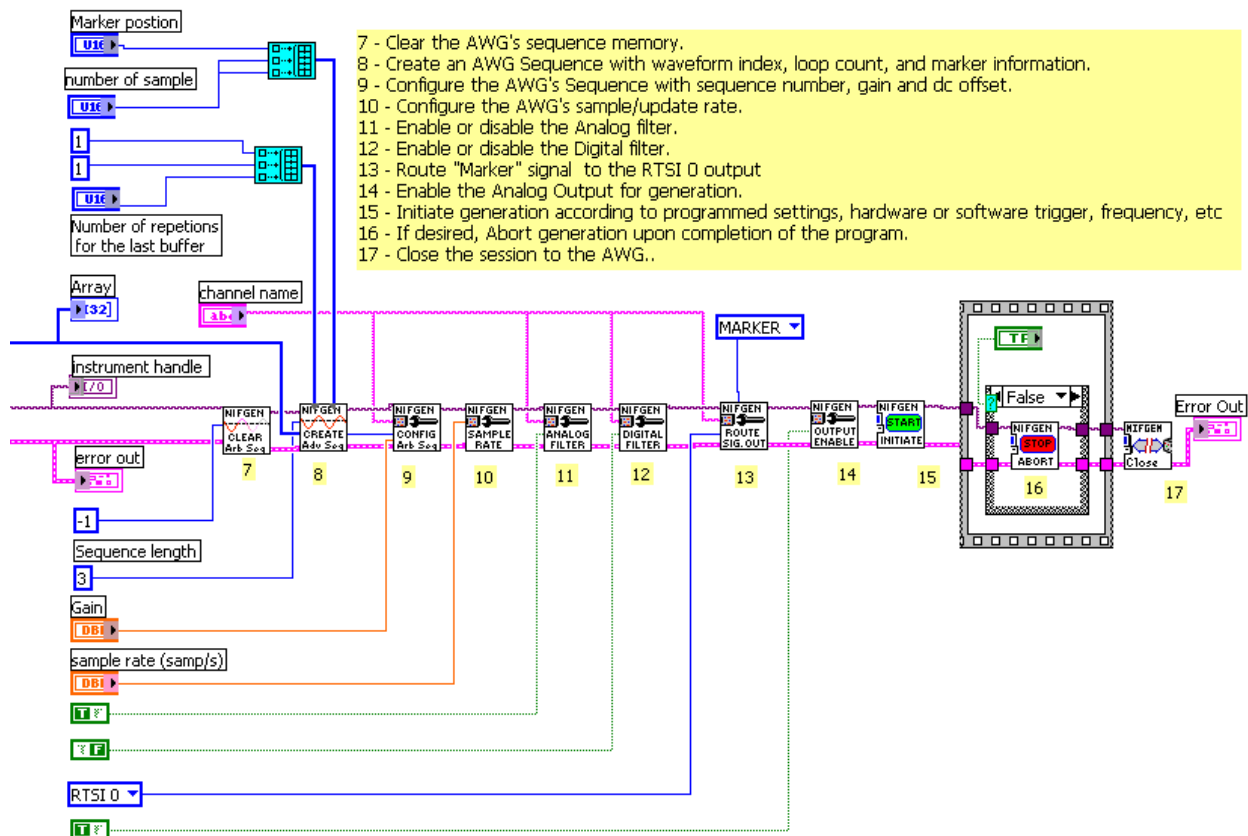 Marker postion
U16
number of sample
U16
1
1
U16
Number of repetions
for the last buffer
7 - Clear the AWG's sequence memory.
8 - Create an AWG Sequence with waveform index, loop count, and marker information.
9 - Configure the AWG's Sequence with sequence number, gain and dc offset.
10 - Configure the AWG's sample/update rate.
11 - Enable or disable the Analog filter.
12 - Enable or disable the Digital filter.
13 - Route "Marker" signal to the RTSI 0 output
14 - Enable the Analog Output for generation.
15 - Initiate generation according to programmed settings, hardware or software trigger, frequency, etc
16 - If desired, Abort generation upon completion of the program.
17 - Close the session to the AWG..
Array
I32]
channel name
abc
MARKER
TF
instrument handle
I/O
? False
Error Out
NIFGEN
CLEAR
Arb Seq
7
NIFGEN
CREATE
Adv Seq
8
NIFGEN
CONFIG
Arb Seq
9
NIFGEN
SAMPLE
RATE
10
NIFGEN
ANALOG
FILTER
11
NIFGEN
DIGITAL
FILTER
12
NIFGEN
ROUTE
SIG.OUT
13
NIFGEN
OUTPUT
ENABLE
14
NIFGEN
START
INITIATE
15
NIFGEN
STOP
ABORT
16
NIFGEN
Close
17
error out
-1
Sequence length
3
Gain
DBL
sample rate (samp/s)
DBL
T
F
RTSI 0
T